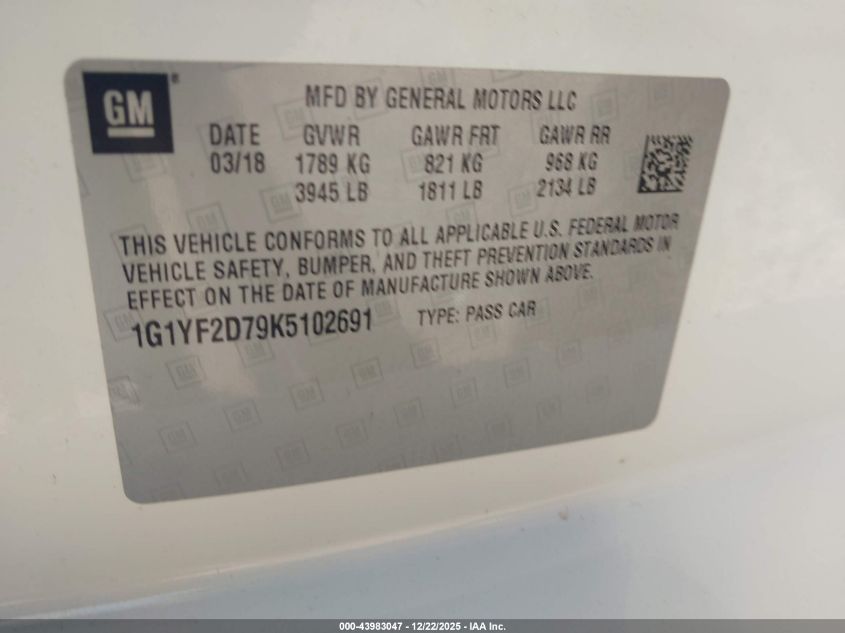 GM ®
MFD BY GENERAL MOTORS LLC
DATE GVWR GAWR FRT GAWR RR
03/18 1789 KG 821 KG 968 KG
3945 LB 1811 LB 2134 LB
THIS VEHICLE CONFORMS TO ALL APPLICABLE U.S. FEDERAL MOTOR
VEHICLE SAFETY, BUMPER, AND THEFT PREVENTION STANDARDS IN
EFFECT ON THE DATE OF MANUFACTURE SHOWN ABOVE.
1G1YF2D79K5102691 TYPE: PASS CAR
000-43983047 - 12/22/2025 - IAA Inc.